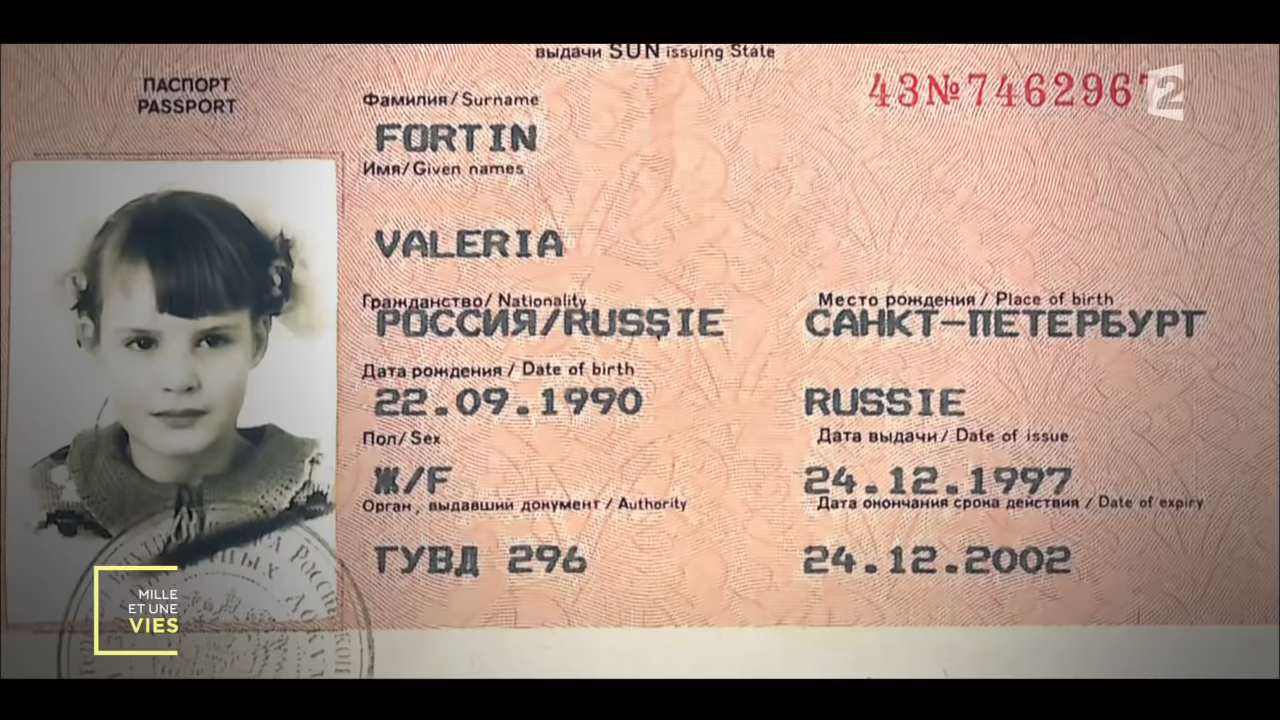 выдачи SUN issuing State
ПАСПОРТ
PASSPORT
43№7462967
2
Фамилия/Surname
FORTIN
Имя/Given names
VALERIA
Гражданство/ Nationality
РОССИЯ/RUSSIE
Место рождения / Place of birth
САНКТ-ПЕТЕРБУРГ
Дата рождения / Date of birth
22.09.1990
RUSSIE
Пол/ Sex
Ж/F
Дата выдачи/ Date of issue
24.12.1997
Орган, выдавший документ / Authority
ГУВД 296
Дата окончания срока действия / Date of expiry
24.12.2002
MILLE
ET UNE
VIES